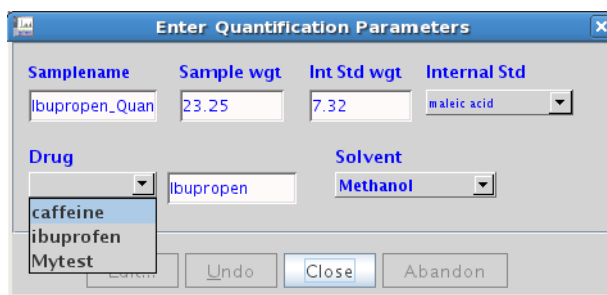 Enter Quantification Parameters
Samplename Sample wgt Int Std wgt Internal Std
Ibupropen_Quan 23.25 7.32 maleic acid
Drug Solvent
Ibupropen Methanol
caffeine
ibuprofen
Mytest
Undo Close Abandon